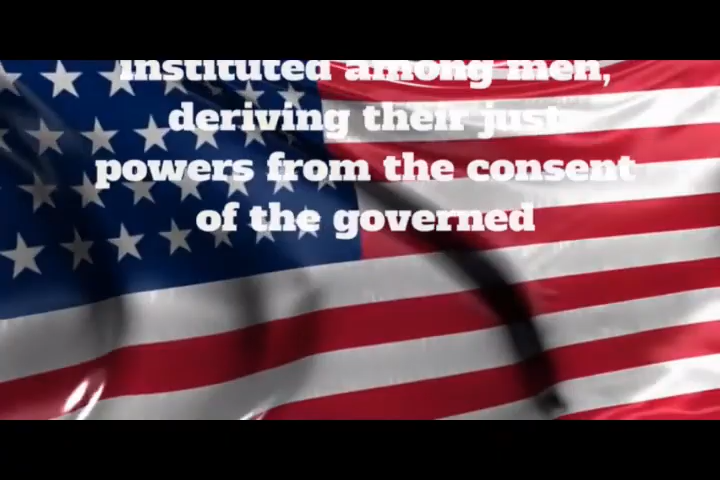 instituted among men,
deriving their just
powers from the consent
of the governed